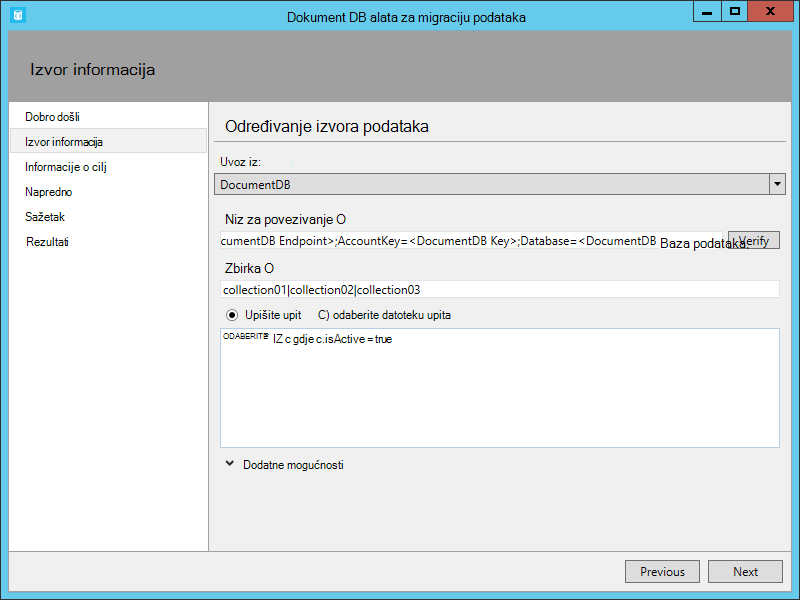 Dokument DB alata za migraciju podataka
Izvor informacija
Dobro došli
Izvor informacija
Informacije o cilj
Napredno
Sažetak
Rezultati
Određivanje izvora podataka
Uvoz iz:
DocumentDB
Niz za povezivanje O
cumentDB Endpoint>;AccountKey=<DocumentDB Key>;Database=<DocumentDB Baza podataka. Verify
Zbirka O
collection01|collection02|collection03
Upišite upit C) odaberite datoteku upita
ODABERITE IZ c gdje c.isActive = true
Dodatne mogućnosti
Previous Next